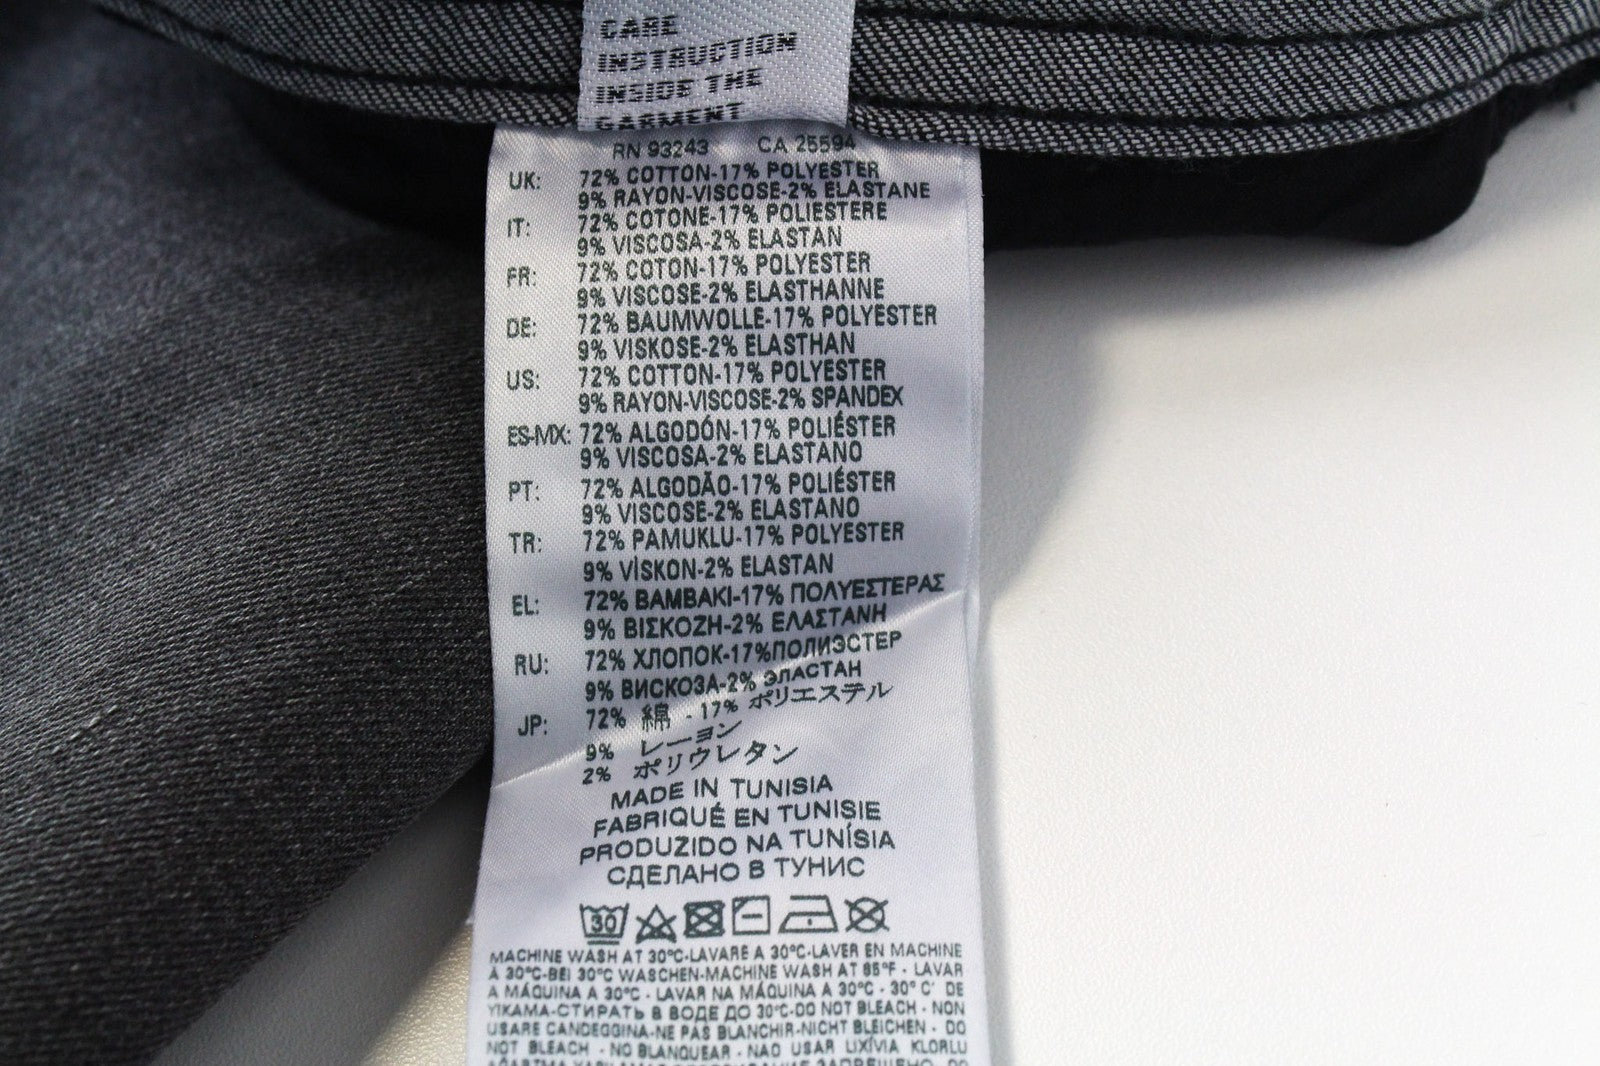 CARE
INSTRUCTION
INSIDE THE
GARMENT
RN 93243 CA 25594
UK: 72% COTTON-17% POLYESTER
9% RAYON-VISCOSE-2% ELASTANE
IT: 72% COTONE-17% POLIESTERE
9% VISCOSA-2% ELASTAN
FR: 72% COTON-17% POLYESTER
9% VISCOSE-2% ELASTHANNE
DE: 72% BAUMWOLLE-17% POLYESTER
9% VISKOSE-2% ELASTHAN
US: 72% COTTON-17% POLYESTER
9% RAYON-VISCOSE-2% SPANDEX
ES-MX: 72% ALGODÓN-17% POLIÉSTER
9% VISCOSA-2% ELASTANO
PT: 72% ALGODÃO-17% POLIÉSTER
9% VISCOSE-2% ELASTANO
TR: 72% PAMUKLU-17% POLYESTER
9% VİSKON-2% ELASTAN
EL: 72% ΒΑΜΒΑΚΙ-17% ΠΟΛΥΕΣΤΕΡΑΣ
9% ΒΙΣΚΟΖΗ-2% ΕΛΑΣΤΑΝΗ
RU: 72% ХЛОПОК-17%ПОЛИЭСТЕР
9% ВИСКОЗА-2% ЭЛАСТАН
JP: 72% 綿 - 17% ポリエステル
9% レーヨン
2% ポリウレタン
MADE IN TUNISIA
FABRIQUÉ EN TUNISIE
PRODUZIDO NA TUNÍSIA
СДЕЛАНО В ТУНИС
30
MACHINE WASH AT 30°C-LAVARE A 30°C-LAVER EN MACHINE
À 30°C-BEI 30°C WASCHEN-MACHINE WASH AT 85°F - LAVAR
A MÁQUINA A 30°C - LAVAR NA MÁQUINA A 30°C - 30° C' DE
YIKAMA-СТИРАТЬ В ВОДЕ ДО 30°C-DO NOT BLEACH - NON
USARE CANDEGGINA-NE PAS BLANCHIR-NICHT BLEICHEN - DO
NOT BLEACH - NO BLANQUEAR - NAO USAR LIXÍVIA KLORLU